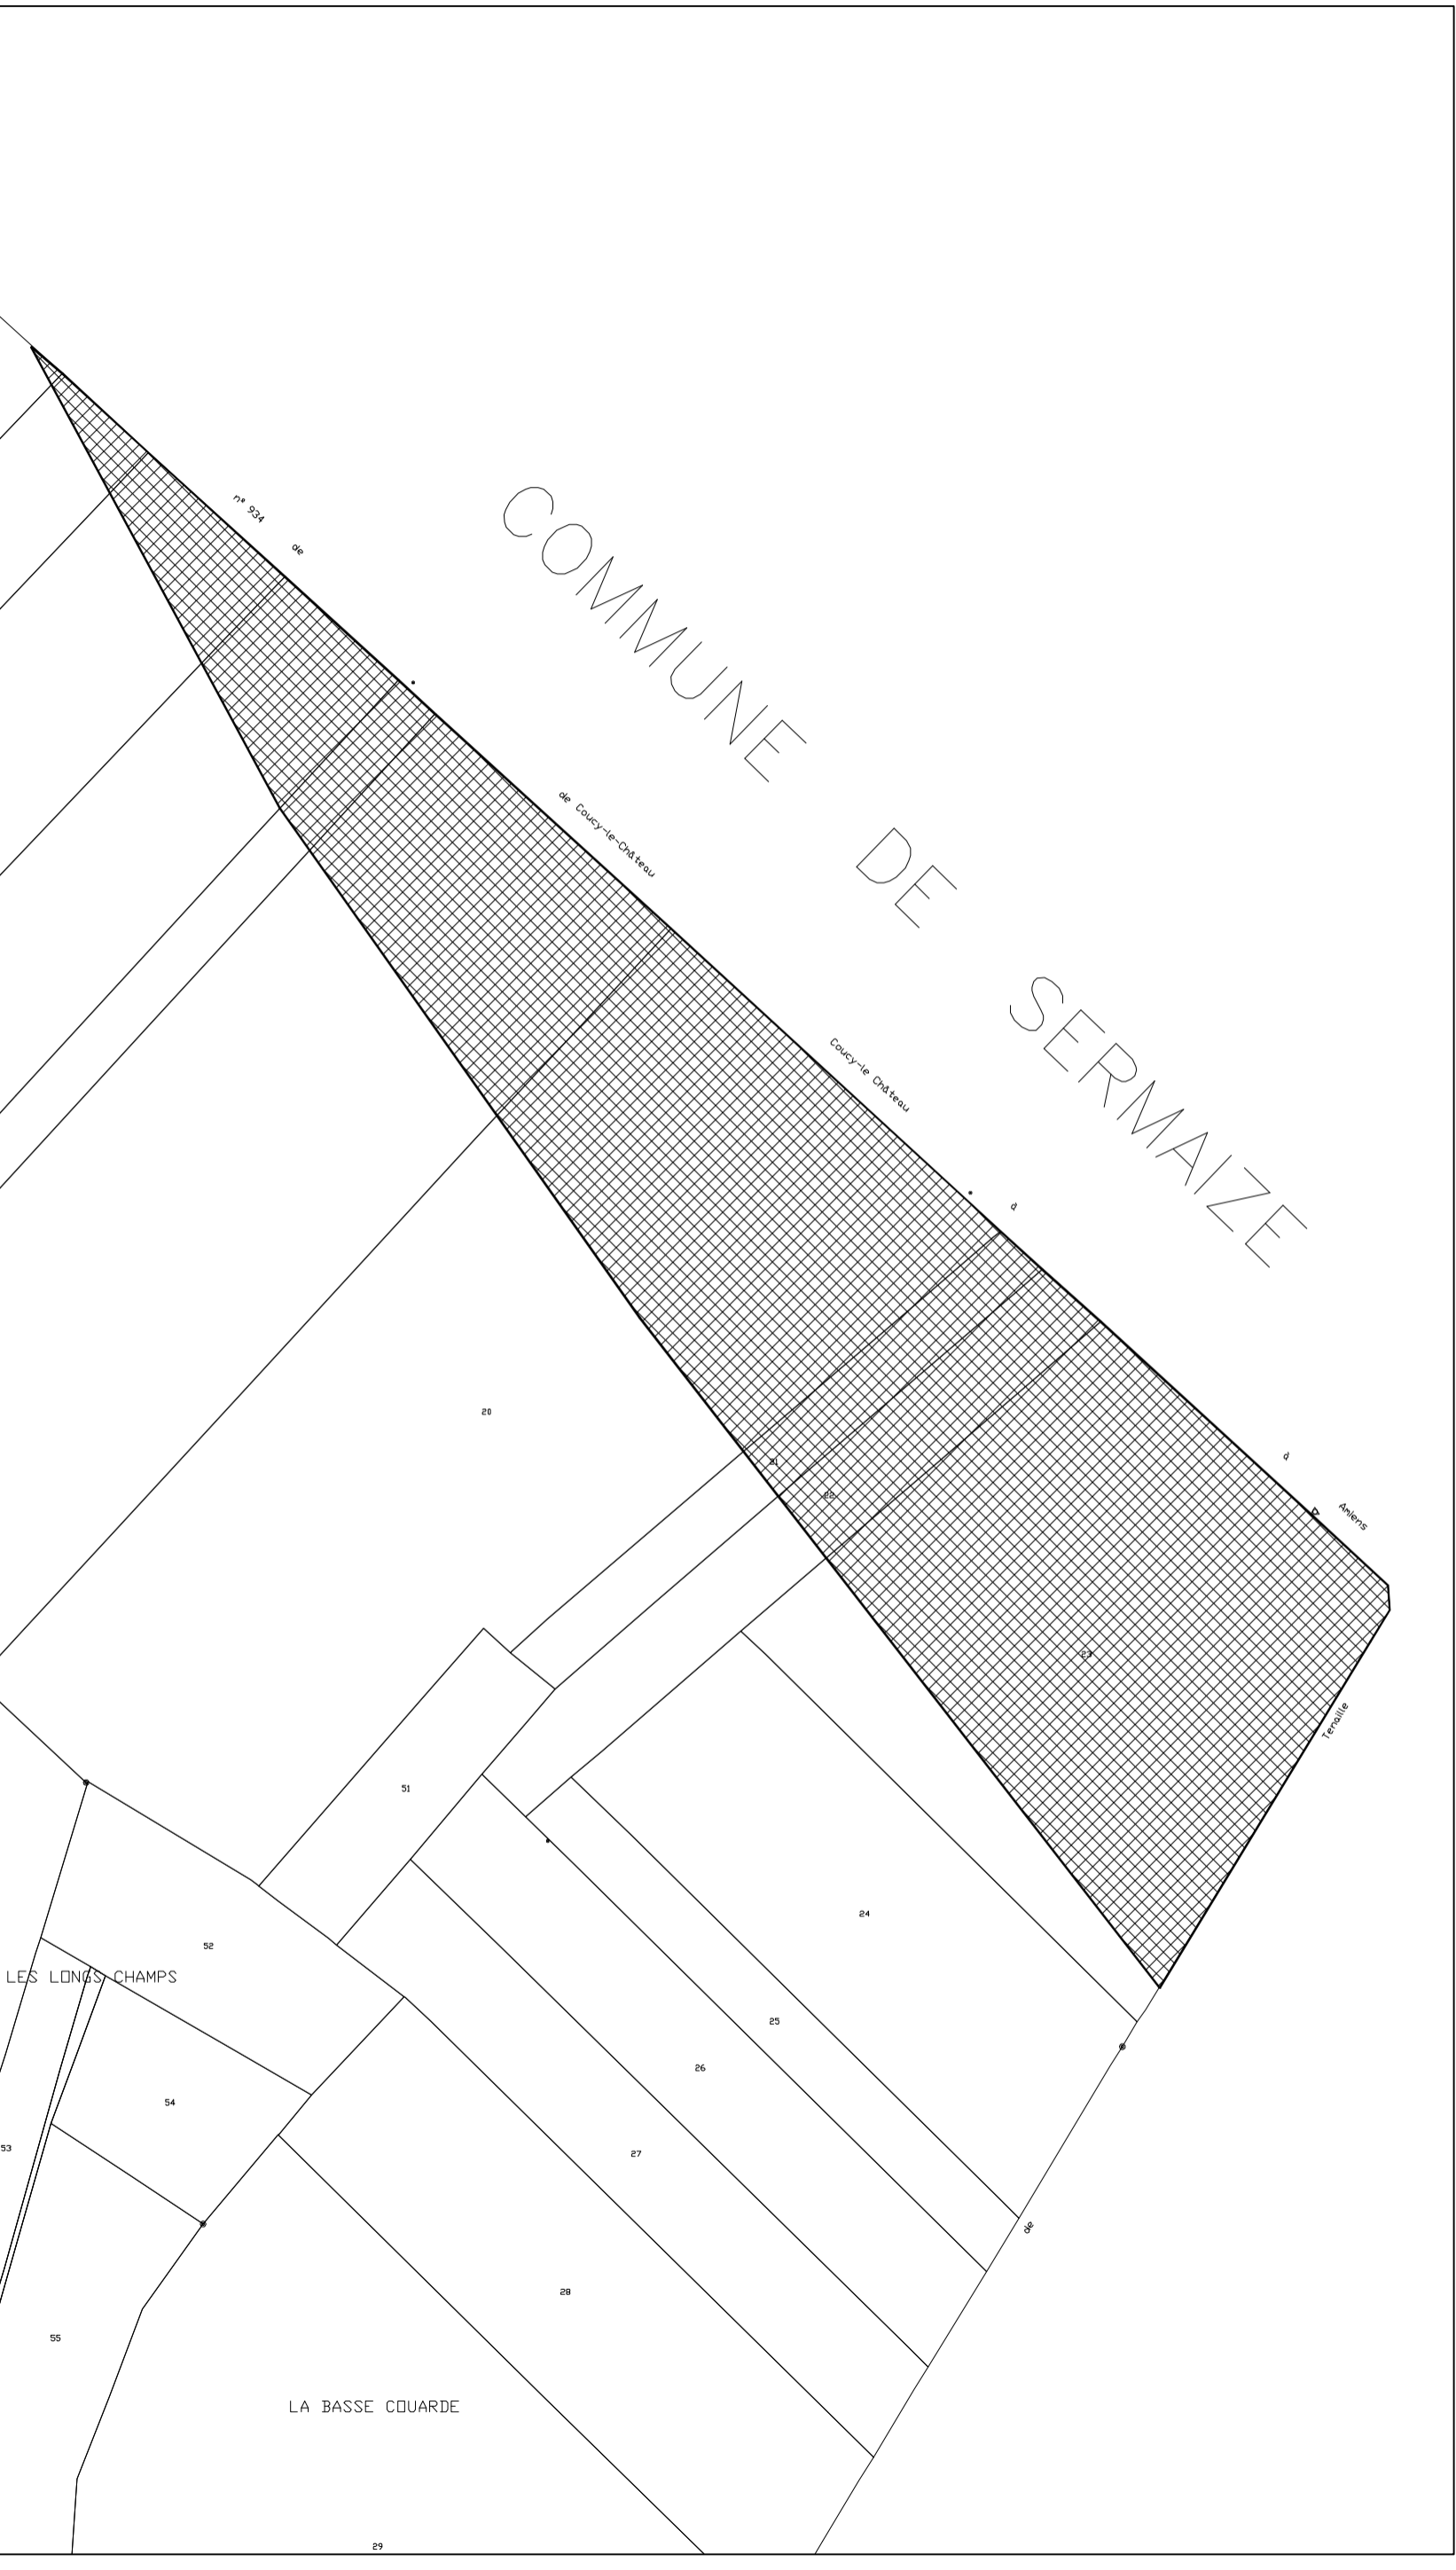 COMMUNE DE SERMAIZE
n° 934
de
de Coucy-le-Château
Coucy-le Château
d
d
Amiens
Tenaille
20
21
22
23
51
24
52
LES LONGS CHAMPS
25
26
54
53
27
de
28
55
LA BASSE COUARDE
29